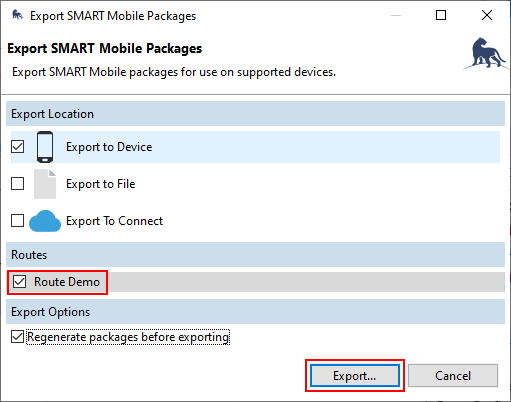 Export SMART Mobile Packages
Export SMART Mobile Packages
Export SMART Mobile packages for use on supported devices.
Export Location
Export to Device
Export to File
Export To Connect
Routes
Route Demo
Export Options
Regenerate packages before exporting
Export...
Cancel